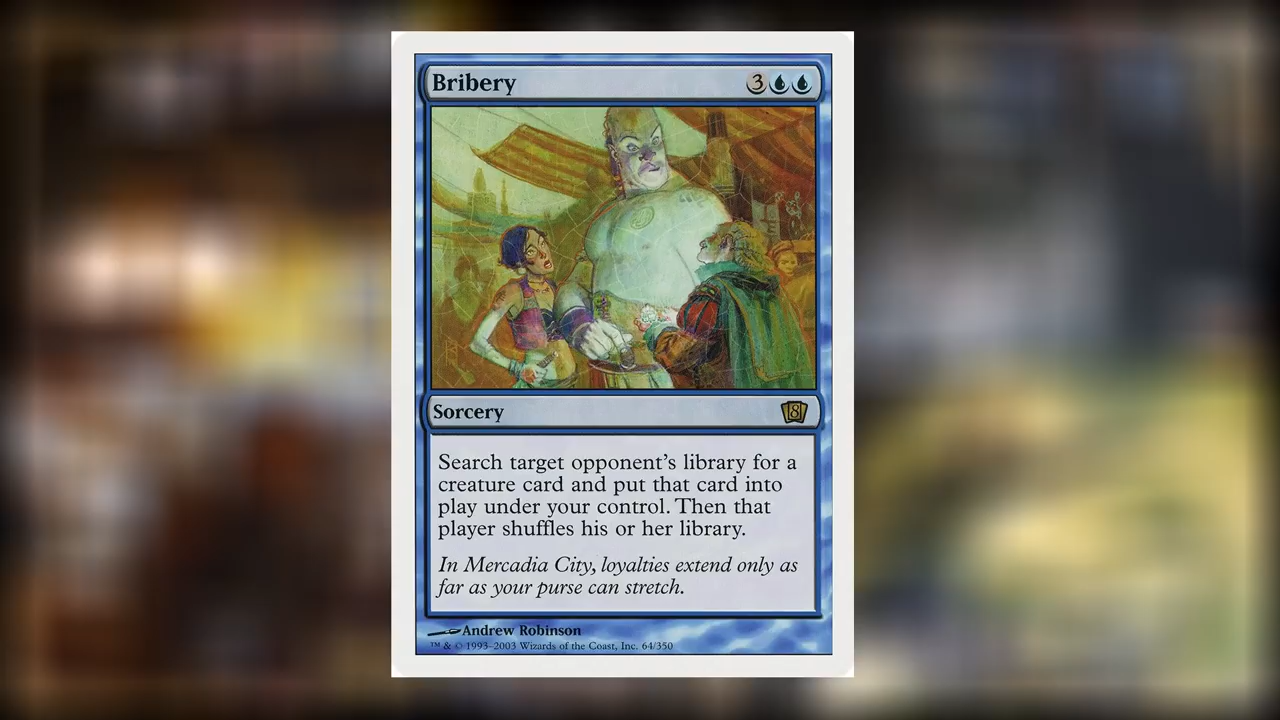 Bribery 3
Sorcery 8
Search target opponent's library for a
creature card and put that card into
play under your control. Then that
player shuffles his or her library.
In Mercadia City, loyalties extend only as
far as your purse can stretch.
Andrew Robinson
™ & © 1993–2003 Wizards of the Coast, Inc. 64/350